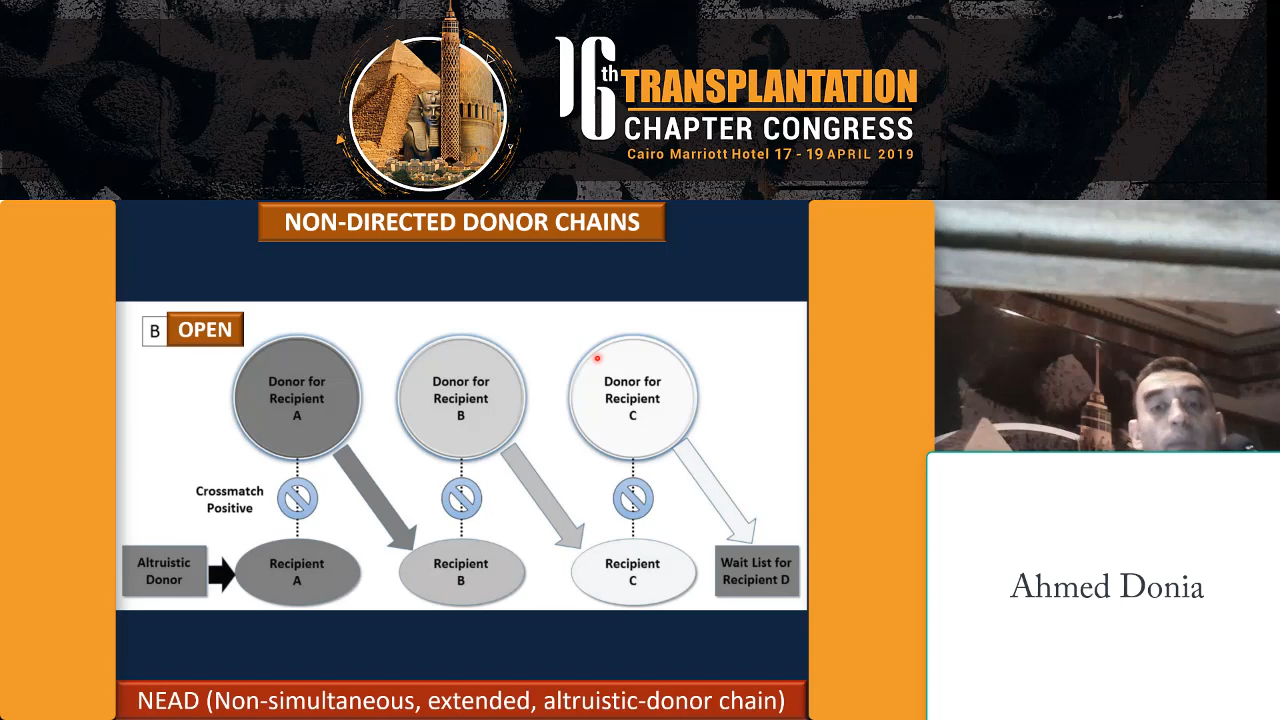 16th TRANSPLANTATION
CHAPTER CONGRESS
Cairo Marriott Hotel 17 - 19 APRIL 2019
NON-DIRECTED DONOR CHAINS
B OPEN
Donor for
Recipient
A
Donor for
Recipient
B
Donor for
Recipient
C
Crossmatch
Positive
Altruistic
Donor
Recipient
A
Recipient
B
Recipient
C
Wait List for
Recipient D
NEAD (Non-simultaneous, extended, altruistic-donor chain)
Ahmed Donia